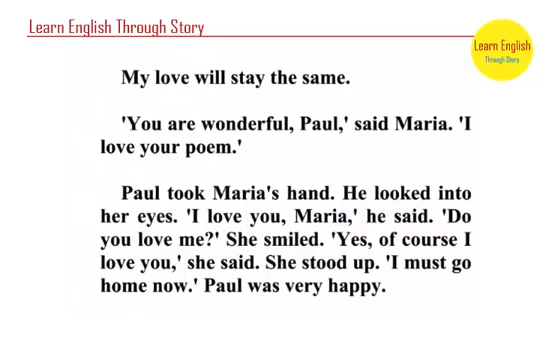 Learn English Through Story
Learn English
Through Story
My love will stay the same.
'You are wonderful, Paul,' said Maria. 'I
love your poem.'
Paul took Maria's hand. He looked into
her eyes. 'I love you, Maria,' he said. 'Do
you love me?' She smiled. 'Yes, of course I
love you,' she said. She stood up. 'I must go
home now.' Paul was very happy.